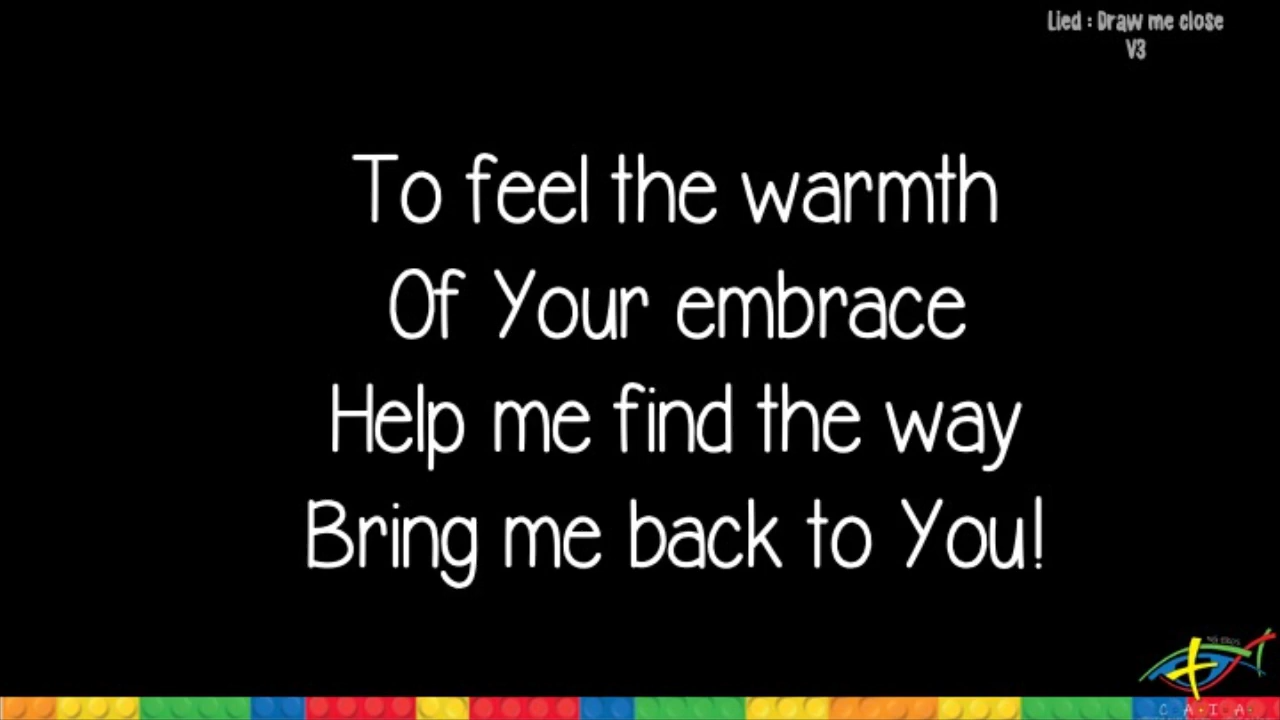 Lied : Draw me close
V3
To feel the warmth
Of Your embrace
Help me find the way
Bring me back to You!
C A I A